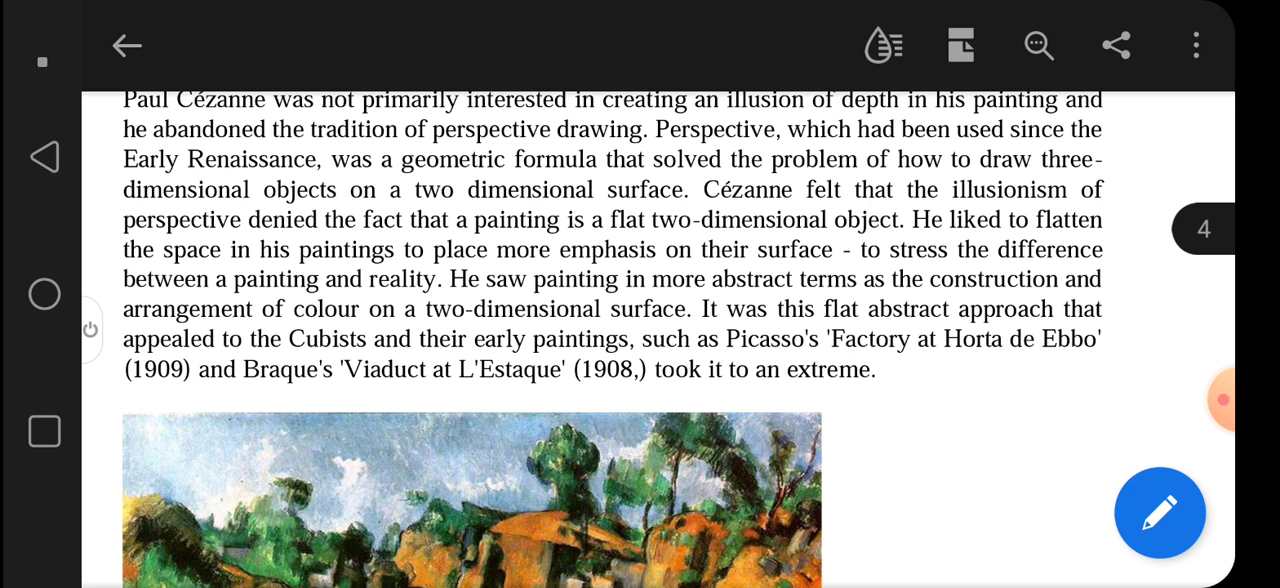 Paul Cézanne was not primarily interested in creating an illusion of depth in his painting and
he abandoned the tradition of perspective drawing. Perspective, which had been used since the
Early Renaissance, was a geometric formula that solved the problem of how to draw three-
dimensional objects on a two dimensional surface. Cézanne felt that the illusionism of
perspective denied the fact that a painting is a flat two-dimensional object. He liked to flatten
the space in his paintings to place more emphasis on their surface - to stress the difference
between a painting and reality. He saw painting in more abstract terms as the construction and
arrangement of colour on a two-dimensional surface. It was this flat abstract approach that
appealed to the Cubists and their early paintings, such as Picasso's 'Factory at Horta de Ebbo'
(1909) and Braque's 'Viaduct at L'Estaque' (1908,) took it to an extreme.
4